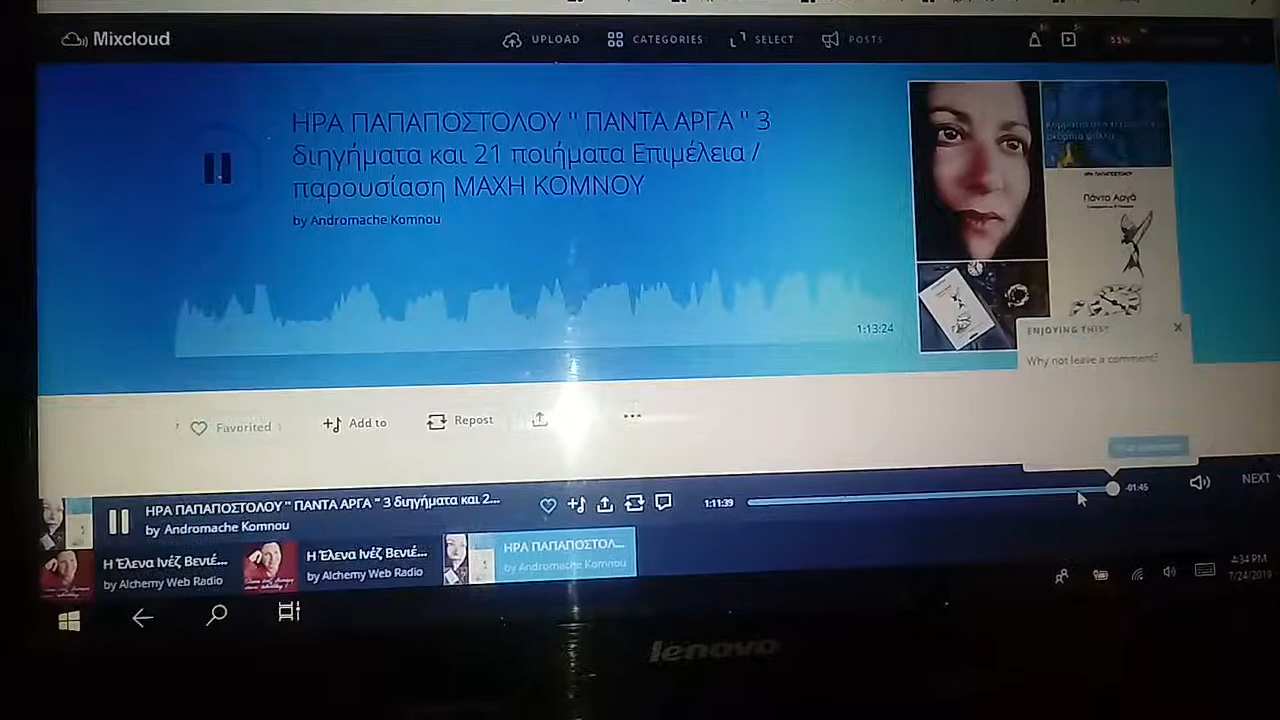 Mixcloud
UPLOAD
CATEGORIES
SELECT
POSTS
55%
ΗΡΑ ΠΑΠΑΠΟΣΤΟΛΟΥ " ΠΑΝΤΑ ΑΡΓΑ " 3
διηγήματα και 21 ποιήματα Επιμέλεια /
παρουσίαση ΜΑΧΗ ΚΟΜΝΟΥ
by Andromache Komnou
ΗΡΑ ΠΑΠΑΠΟΣΤΟΛΟΥ
Πάντα Αργά
1:13:24
ENJOYING THIS?
Why not leave a comment?
Favorited 1
Add to
Repost
ΗΡΑ ΠΑΠΑΠΟΣΤΟΛΟΥ " ΠΑΝΤΑ ΑΡΓΑ " 3 διηγήματα και 2...
by Andromache Komnou
1:11:39
-01:45
NEXT
Η Έλενα Ινέζ Βενιέ...
by Alchemy Web Radio
Η Έλενα Ινέζ Βενιέ...
by Alchemy Web Radio
ΗΡΑ ΠΑΠΑΠΟΣΤΟΛ...
by Andromache Komnou
4:34 PM
7/24/2019
lenovo